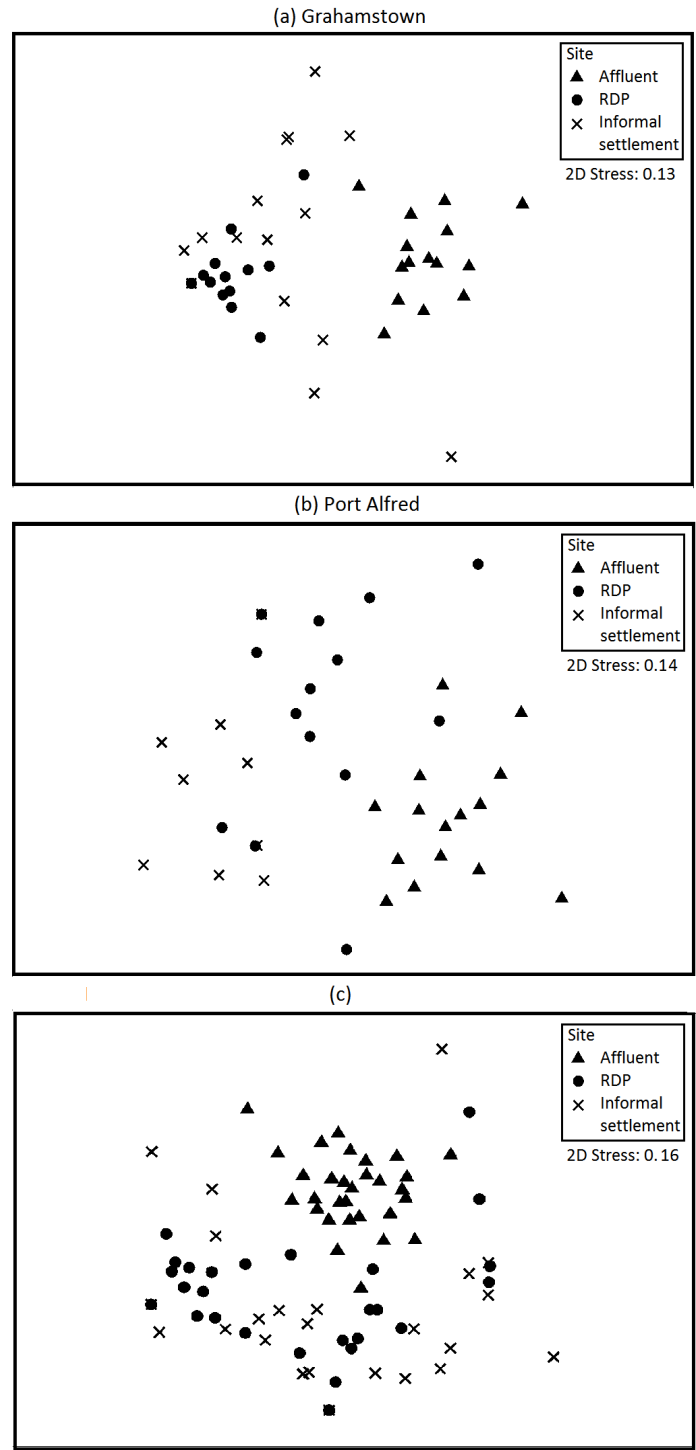 (a) Grahamstown
Site
Affluent
RDP
Informal
settlement
2D Stress: 0.13
(b) Port Alfred
Site
Affluent
RDP
Informal
settlement
2D Stress: 0.14
(c)
Site
Affluent
RDP
Informal
settlement
2D Stress: 0.16